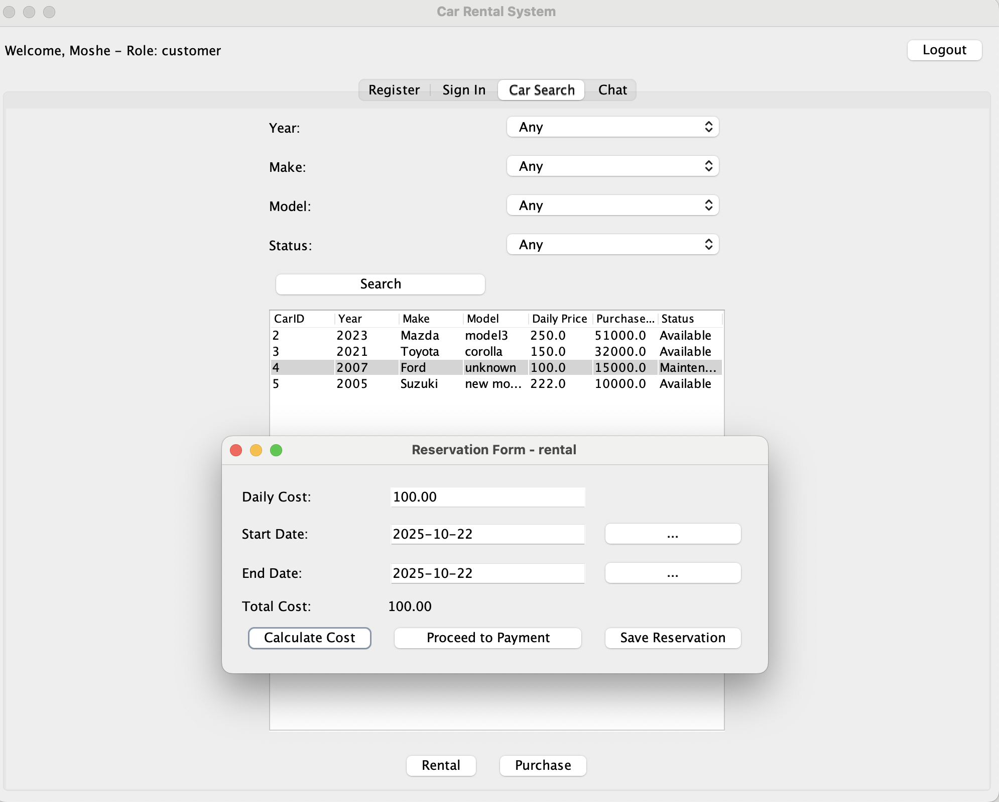 Car Rental System
Welcome, Moshe – Role: customer
Logout
Register Sign In Car Search Chat
Year: Any
Make: Any
Model: Any
Status: Any
Search
CarID Year Make Model Daily Price Purchase... Status
2 2023 Mazda model3 250.0 51000.0 Available
3 2021 Toyota corolla 150.0 32000.0 Available
4 2007 Ford unknown 100.0 15000.0 Mainten...
5 2005 Suzuki new mo... 222.0 10000.0 Available
Reservation Form - rental
Daily Cost: 100.00
Start Date: 2025-10-22 ...
End Date: 2025-10-22 ...
Total Cost: 100.00
Calculate Cost Proceed to Payment Save Reservation
Rental Purchase